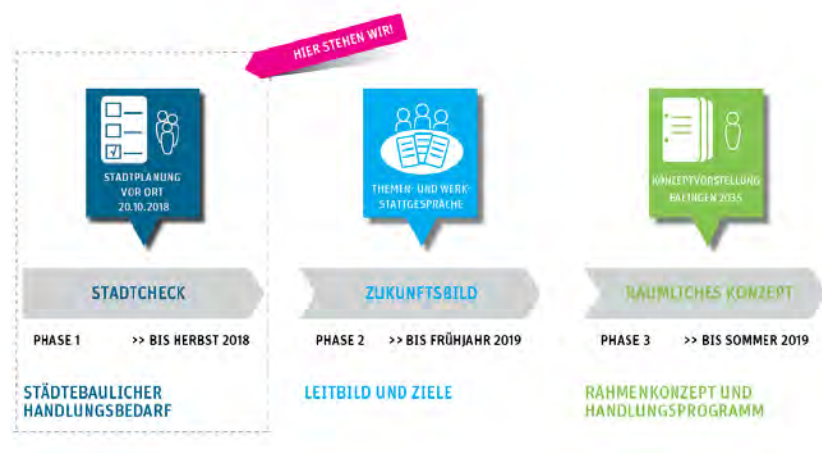 HIER STEHEN WIR!
STADTPLANUNG
VOR ORT
20.10.2018
THEMEN- UND WERK-
STATTGESPRÄCHE
KONZEPTVORSTELLUNG
BALINGEN 2035
STADTCHECK
ZUKUNFTSBILD
RÄUMLICHES KONZEPT
PHASE 1 >> BIS HERBST 2018
PHASE 2 >> BIS FRÜHJAHR 2019
PHASE 3 >> BIS SOMMER 2019
STÄDTEBAULICHER
HANDLUNGSBEDARF
LEITBILD UND ZIELE
RAHMENKONZEPT UND
HANDLUNGSPROGRAMM